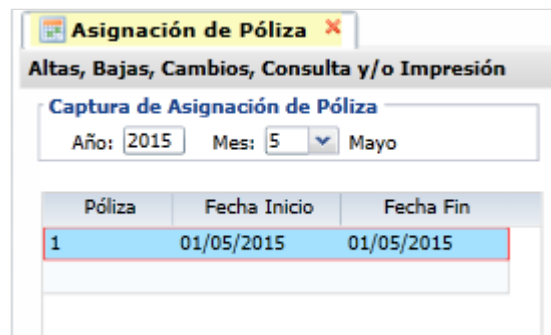 Asignación de Póliza
Altas, Bajas, Cambios, Consulta y/o Impresión
Captura de Asignación de Póliza
Año: 2015 Mes: 5 Mayo
Póliza Fecha Inicio Fecha Fin
1 01/05/2015 01/05/2015